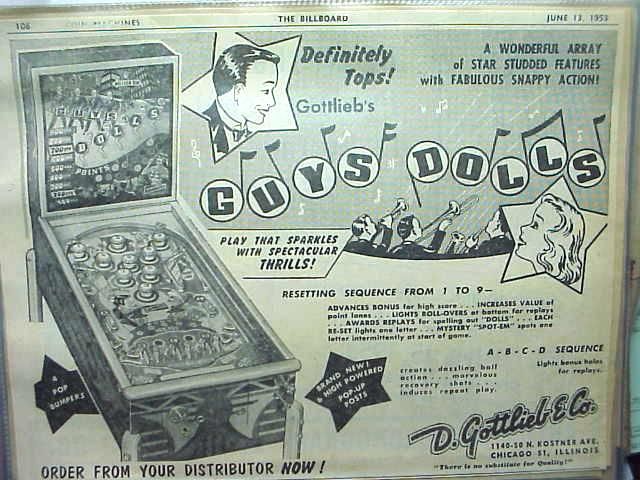 106 COIN MACHINES THE BILLBOARD JUNE 13, 1953
Definitely
Tops!
Gottlieb's
A WONDERFUL ARRAY
of STAR STUDDED FEATURES
with FABULOUS SNAPPY ACTION!
GUYS DOLLS
GUYS
DOLLS
POINTS
PLAY THAT SPARKLES
WITH SPECTACULAR
THRILLS!
RESETTING SEQUENCE FROM 1 TO 9—
ADVANCES BONUS for high score . . . INCREASES VALUE of
point lanes . . . LIGHTS ROLL-OVERS at bottom for replays
. . . AWARDS REPLAYS for spelling out "DOLLS" . . . EACH
RE-SET lights one letter . . . MYSTERY "SPOT-EM" spots one
letter intermittently at start of game.
A - B - C - D SEQUENCE
Lights bonus holes
for replays.
creates dazzling ball
action . . . marvelous
recovery shots . . .
induces repeat play.
POP
BUMPERS
BRAND NEW!
HIGH POWERED
POP-UP
POSTS
D. Gottlieb & Co.
1140-50 N. KOSTNER AVE.
CHICAGO 51, ILLINOIS
"There is no substitute for Quality!"
ORDER FROM YOUR DISTRIBUTOR NOW!